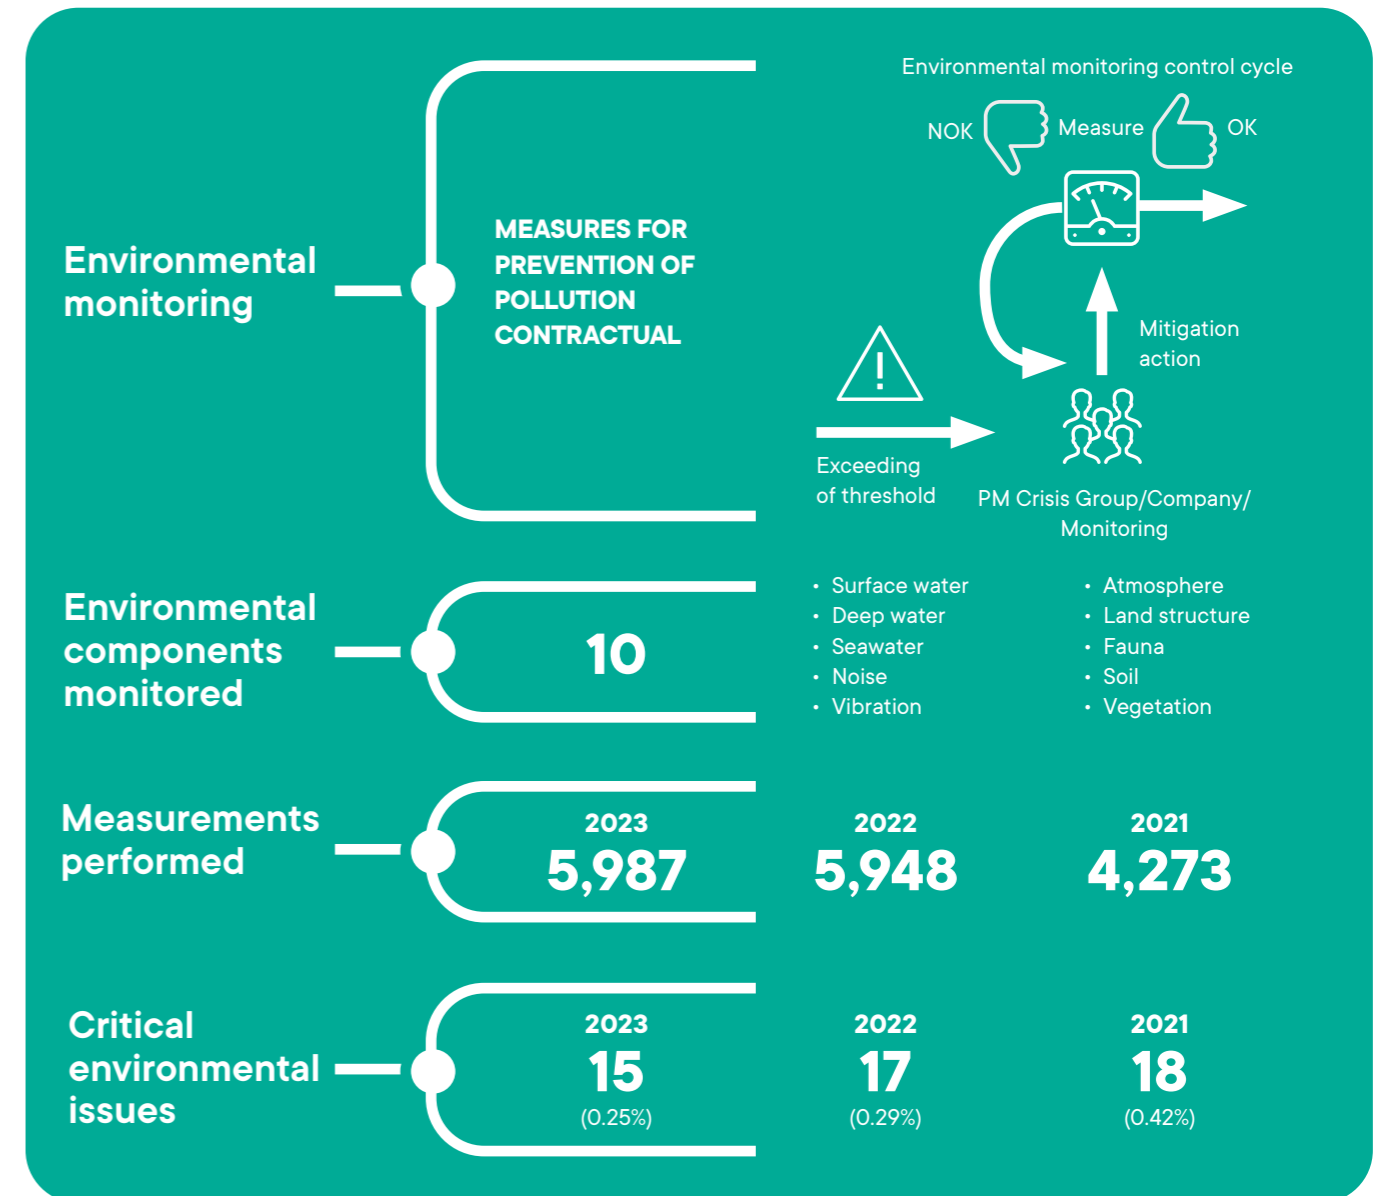 Environmental
monitoring
MEASURES FOR
PREVENTION OF
POLLUTION
CONTRACTUAL
Environmental monitoring control cycle
NOK
Measure
OK
Mitigation
action
Exceeding
of threshold
PM Crisis Group/Company/
Monitoring
Environmental
components
monitored
10
• Surface water
• Deep water
• Seawater
• Noise
• Vibration
• Atmosphere
• Land structure
• Fauna
• Soil
• Vegetation
Measurements
performed
2023
5,987
2022
5,948
2021
4,273
Critical
environmental
issues
2023
15
(0.25%)
2022
17
(0.29%)
2021
18
(0.42%)